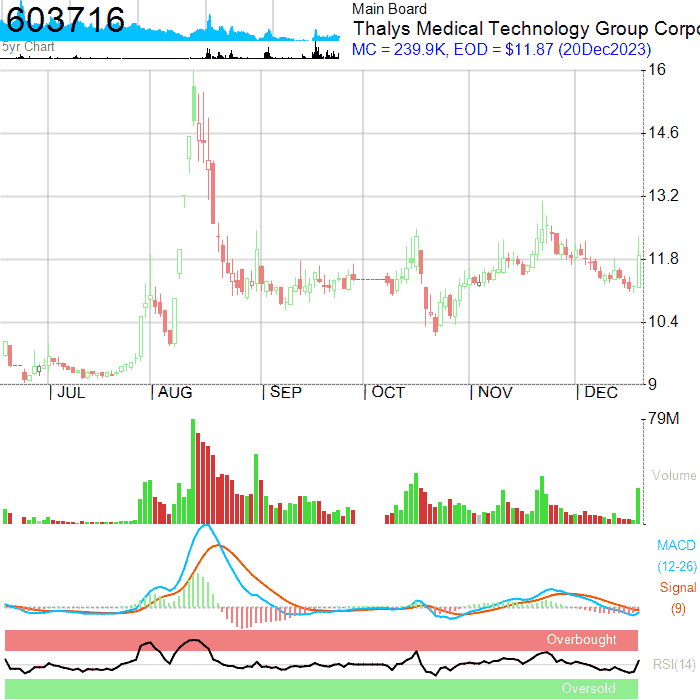 603716
5yr Chart
Main Board
Thalys Medical Technology Group Corpo
MC = 239.9K, EOD = $11.87 (20Dec2023)
16
14.6
13.2
11.8
10.4
9
JUL AUG SEP OCT NOV DEC
79M
Volume
MACD
(12-26)
Signal
(9)
Overbought
RSI(14)
Oversold